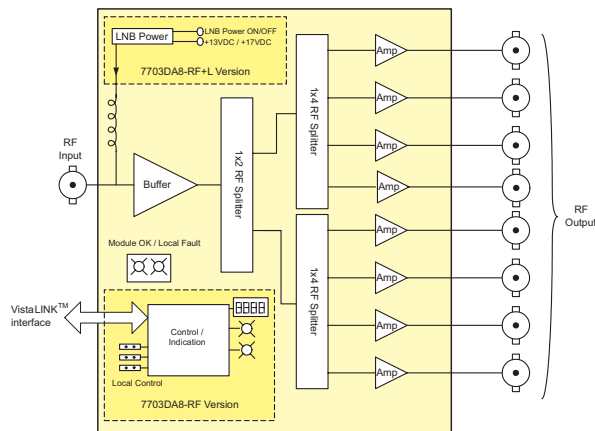 LNB Power
LNB Power ON/OFF
+13VDC / +17VDC
7703DA8-RF+L Version
RF
Input
Buffer
1x2 RF Splitter
1x4 RF Splitter
Amp
Amp
Amp
Amp
1x4 RF Splitter
Amp
Amp
Amp
Amp
RF
Output
Module OK / Local Fault
VistaLINK™
interface
Control /
Indication
8888
Local Control
7703DA8-RF Version